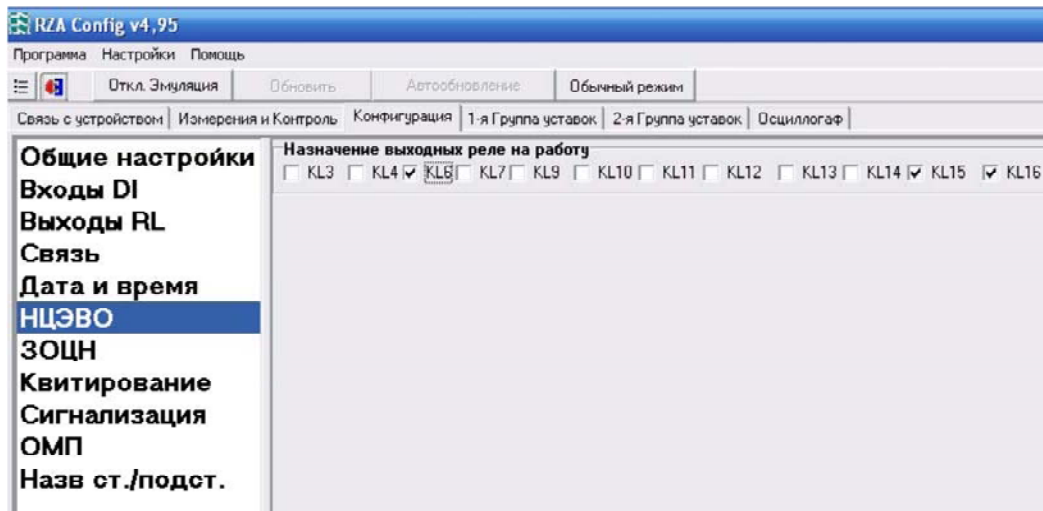 RZA Config v4,95
Программа Настройки Помощь
Откл. Эмуляция Обновить Автообновление Обычный режим
Связь с устройством Измерения и Контроль Конфигурация 1-я Группа уставок 2-я Группа уставок Осциллогаф
Общие настройки
Входы DI
Выходы RL
Связь
Дата и время
НЦЭВО
ЗОЦН
Квитирование
Сигнализация
ОМП
Назв ст./подст.
Назначение выходных реле на работу
KL3 KL4 KL6 KL7 KL9 KL10 KL11 KL12 KL13 KL14 KL15 KL16